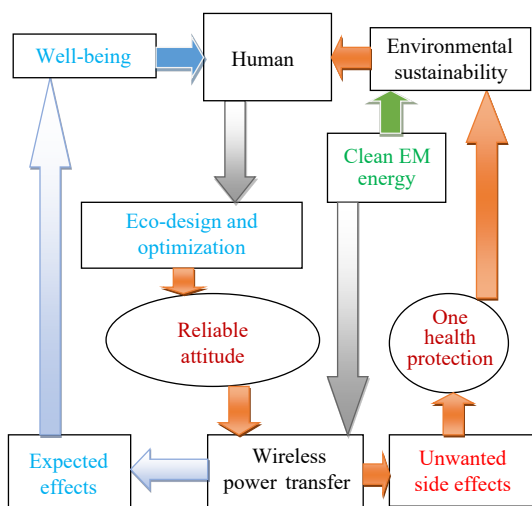 Well-being
Human
Environmental
sustainability
Clean EM
energy
Eco-design and
optimization
Reliable
attitude
One
health
protection
Expected
effects
Wireless
power transfer
Unwanted
side effects